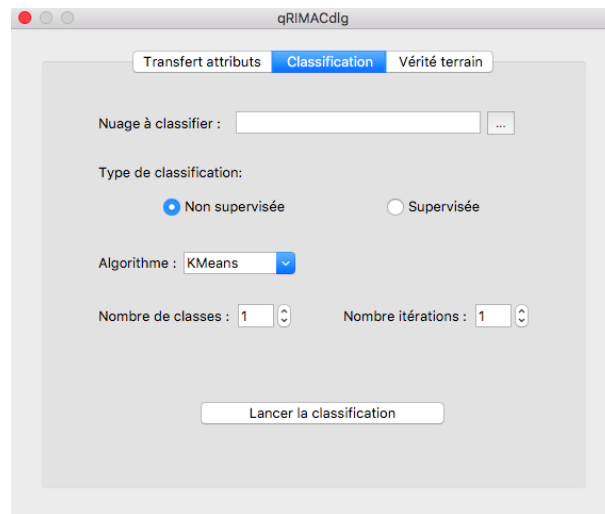 qRIMACdlg
Transfert attributs Classification Vérité terrain
Nuage à classifier : ...
Type de classification:
Non supervisée Supervisée
Algorithme : KMeans
Nombre de classes : 1 Nombre itérations : 1
Lancer la classification